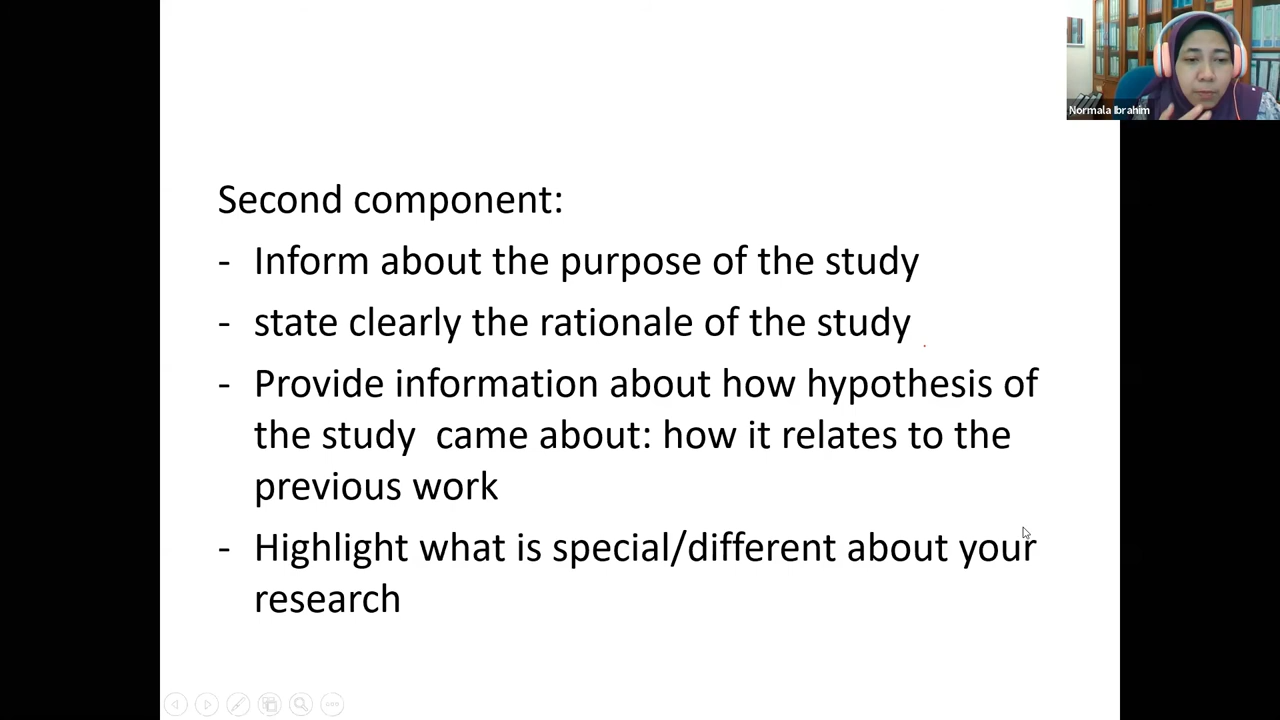 Normala Ibrahim
Second component:
- Inform about the purpose of the study
- state clearly the rationale of the study
- Provide information about how hypothesis of
the study  came about: how it relates to the
previous work
- Highlight what is special/different about your
research